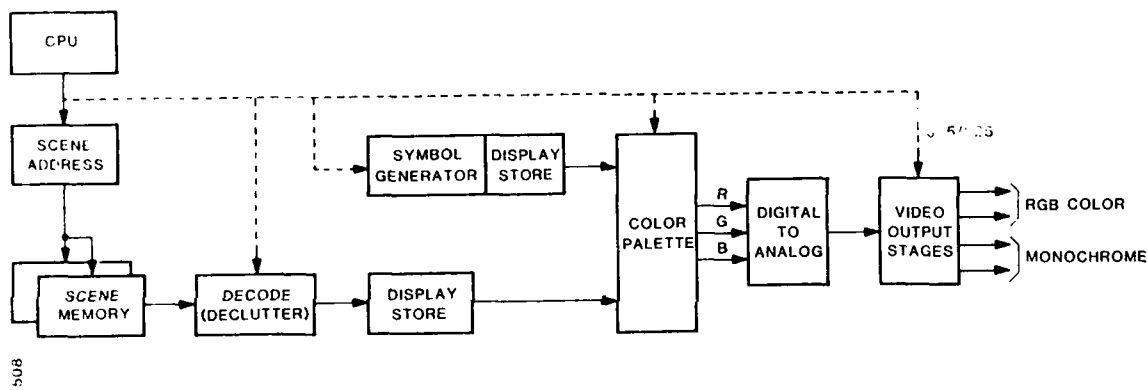 CPU
SCENE
ADDRESS
SYMBOL
GENERATOR
DISPLAY
STORE
COLOR
PALETTE
R
G
B
DIGITAL
TO
ANALOG
VIDEO
OUTPUT
STAGES
RGB COLOR
MONOCHROME
SCENE
MEMORY
DECODE
(DECLUTTER)
DISPLAY
STORE
508